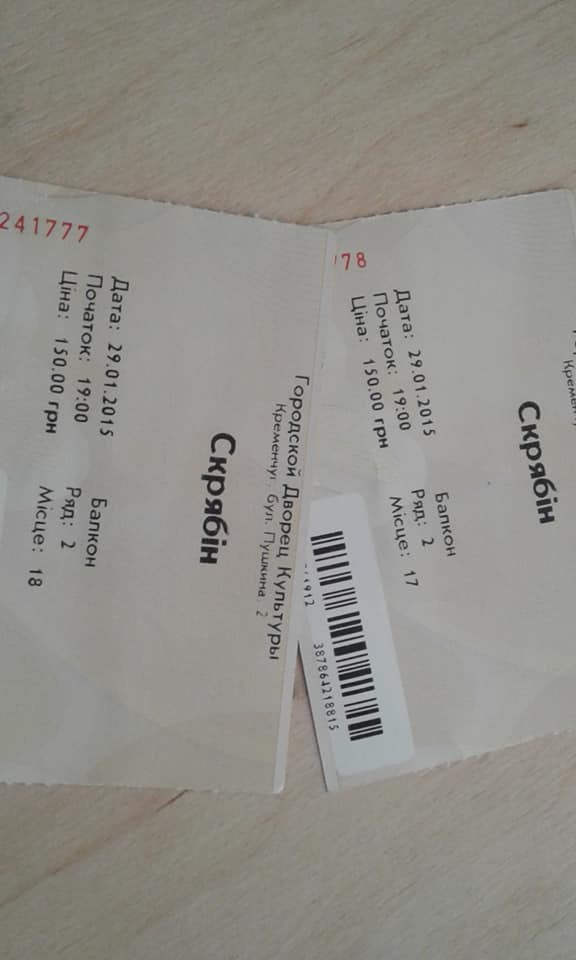 241777
Городской Дворец Культуры
Кременчуг, бул. Пушкина, 2
Скрябін
Дата: 29.01.2015
Початок: 19:00
Ціна: 150.00 грн
Балкон
Ряд: 2
Місце: 18
78
Скрябін
Дата: 29.01.2015
Початок: 19:00
Ціна: 150.00 грн
Балкон
Ряд: 2
Місце: 17
387864218815